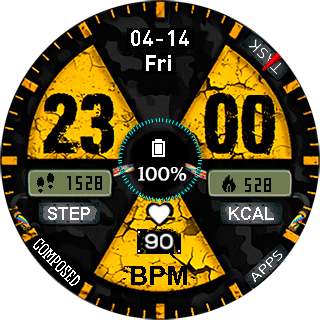 04-14
Fri
TASK
23 00
100%
1528 528
STEP KCAL
90
COMPOSED APPS
BPM